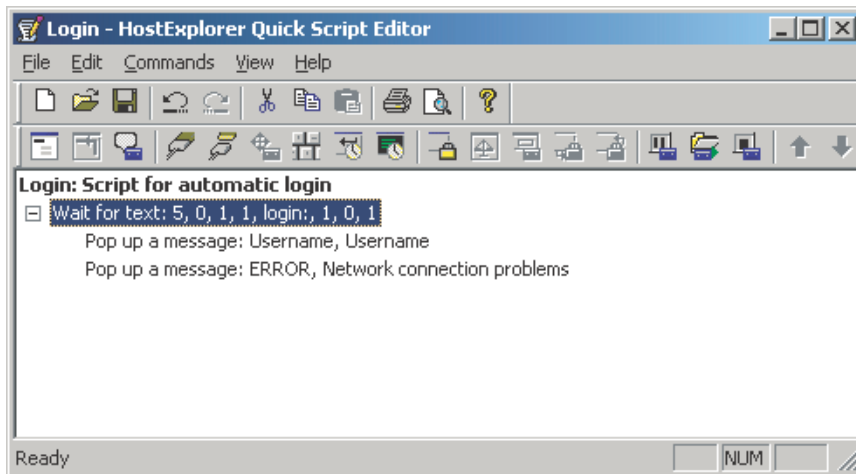 Login - HostExplorer Quick Script Editor
File Edit Commands View Help
Login: Script for automatic login
Wait for text: 5, 0, 1, 1, login:, 1, 0, 1
Pop up a message: Username, Username
Pop up a message: ERROR, Network connection problems
Ready NUM